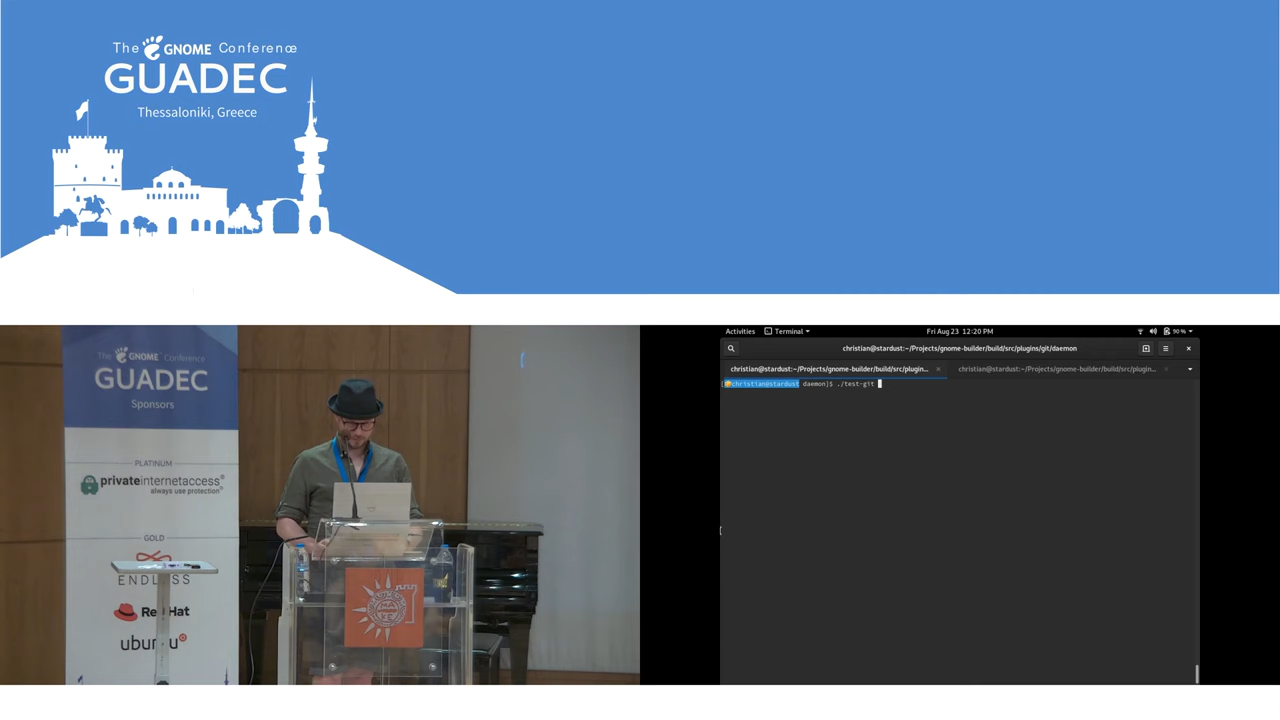 The GNOME Conference
GUADEC
Thessaloniki, Greece
The GNOME Conference
GUADEC
Sponsors
PLATINUM
privateinternetaccess®
always use protection®
GOLD
ENDLESS
Red Hat
ubuntu®
Activities Terminal Fri Aug 23 12:20 PM 90 %
christian@stardust:~/Projects/gnome-builder/build/src/plugins/git/daemon
christian@stardust:~/Projects/gnome-builder/build/src/plugin... christian@stardust:~/Projects/gnome-builder/build/src/plugin...
christian@stardust daemon]$ ./test-git